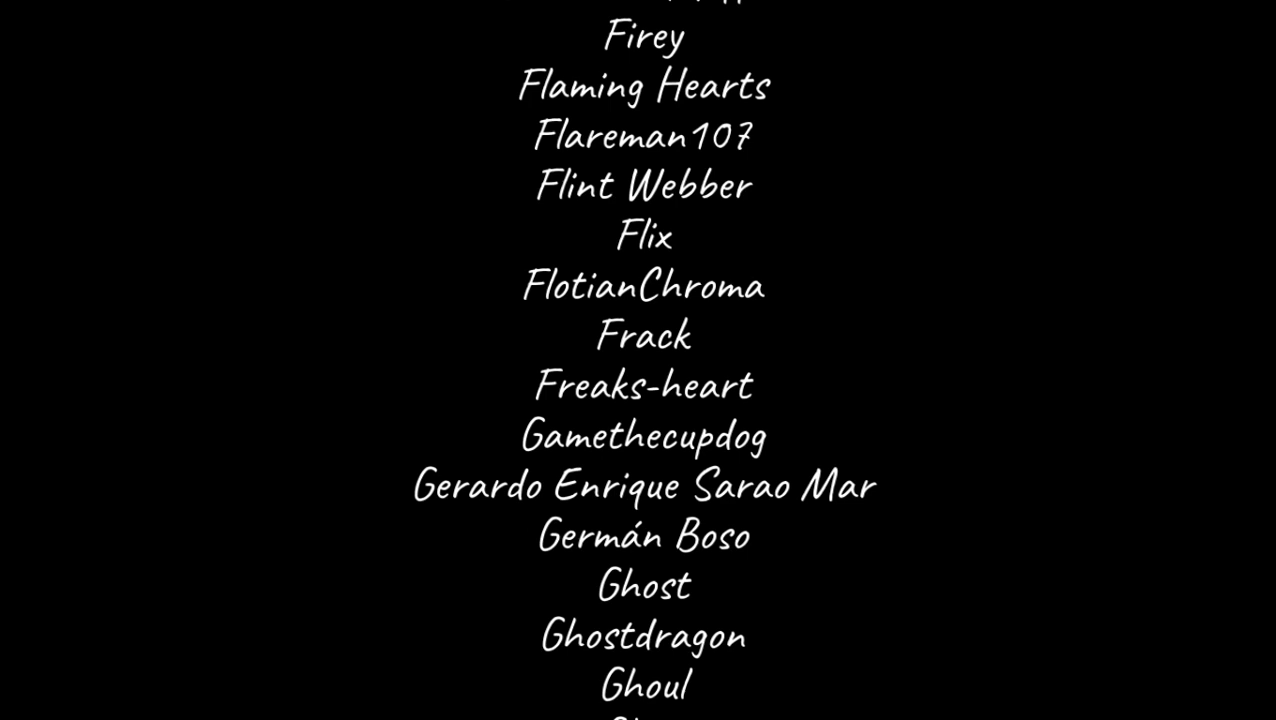 Firey
Flaming Hearts
Flareman107
Flint Webber
Flix
FlotianChroma
Frack
Freaks-heart
Gamethecupdog
Gerardo Enrique Sarao Mar
Germán Boso
Ghost
Ghostdragon
Ghoul